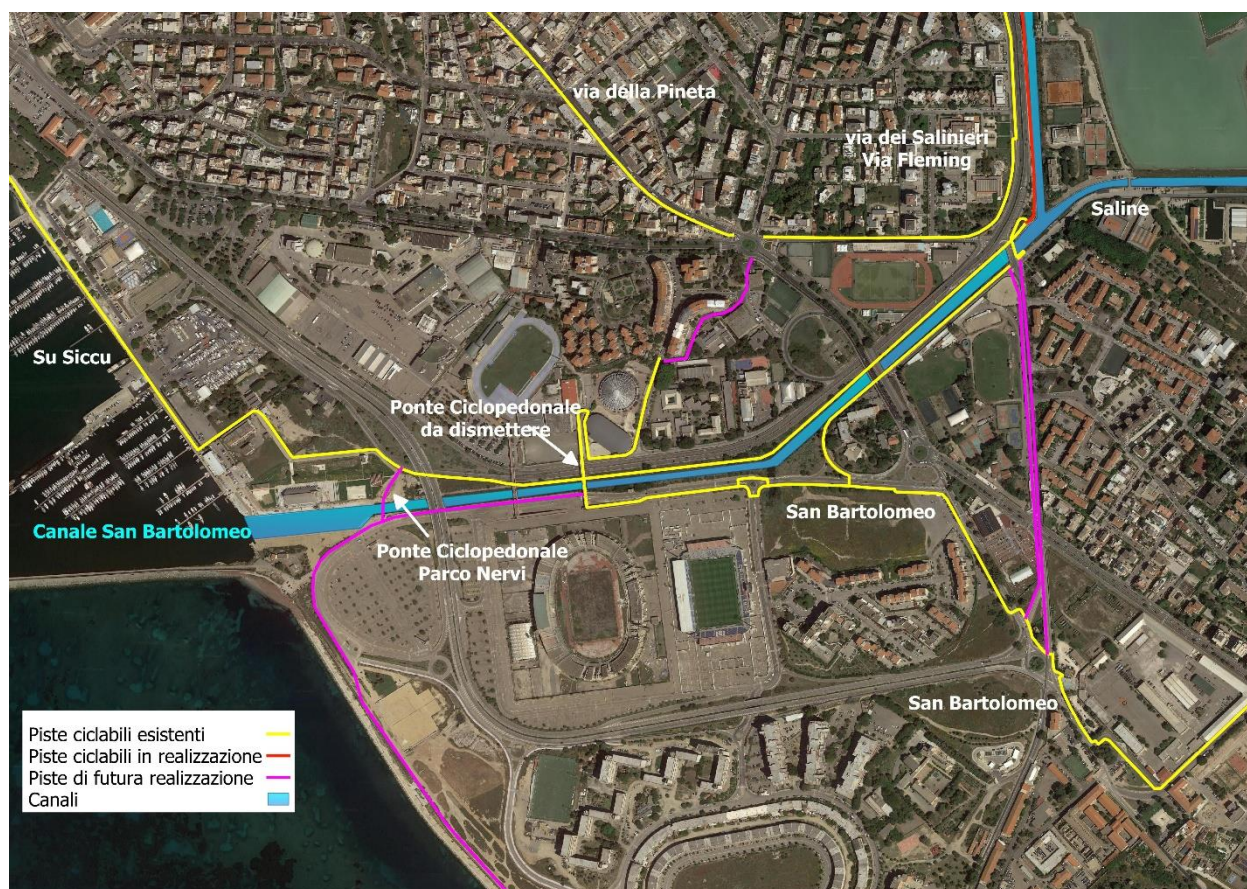 via della Pineta
via dei Salinieri
Via Fleming
Saline
Su Siccu
Ponte Ciclopedonale
da dismettere
San Bartolomeo
Canale San Bartolomeo
Ponte Ciclopedonale
Parco Nervi
San Bartolomeo
Piste ciclabili esistenti
Piste ciclabili in realizzazione
Piste di futura realizzazione
Canali